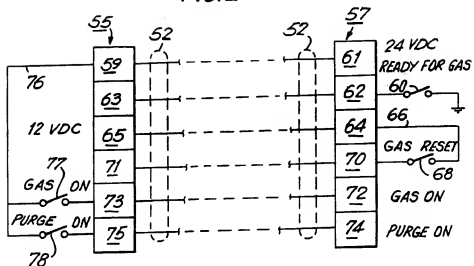 55
57
52
52
59
61
24 VDC
READY FOR GAS
76
63
62
60
12 VDC
65
64
66
77
71
70
GAS RESET
68
GAS ON
73
72
GAS ON
PURGE ON
75
74
PURGE ON
78